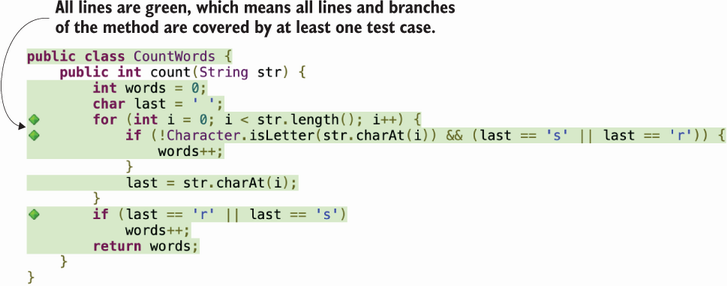 All lines are green, which means all lines and branches
of the method are covered by at least one test case.
public class CountWords {
public int count(String str) {
int words = 0;
char last = ' ';
for (int i = 0; i < str.length(); i++) {
if (!Character.isLetter(str.charAt(i)) && (last == 's' || last == 'r')) {
words++;
}
last = str.charAt(i);
}
if (last == 'r' || last == 's')
words++;
return words;
}
}